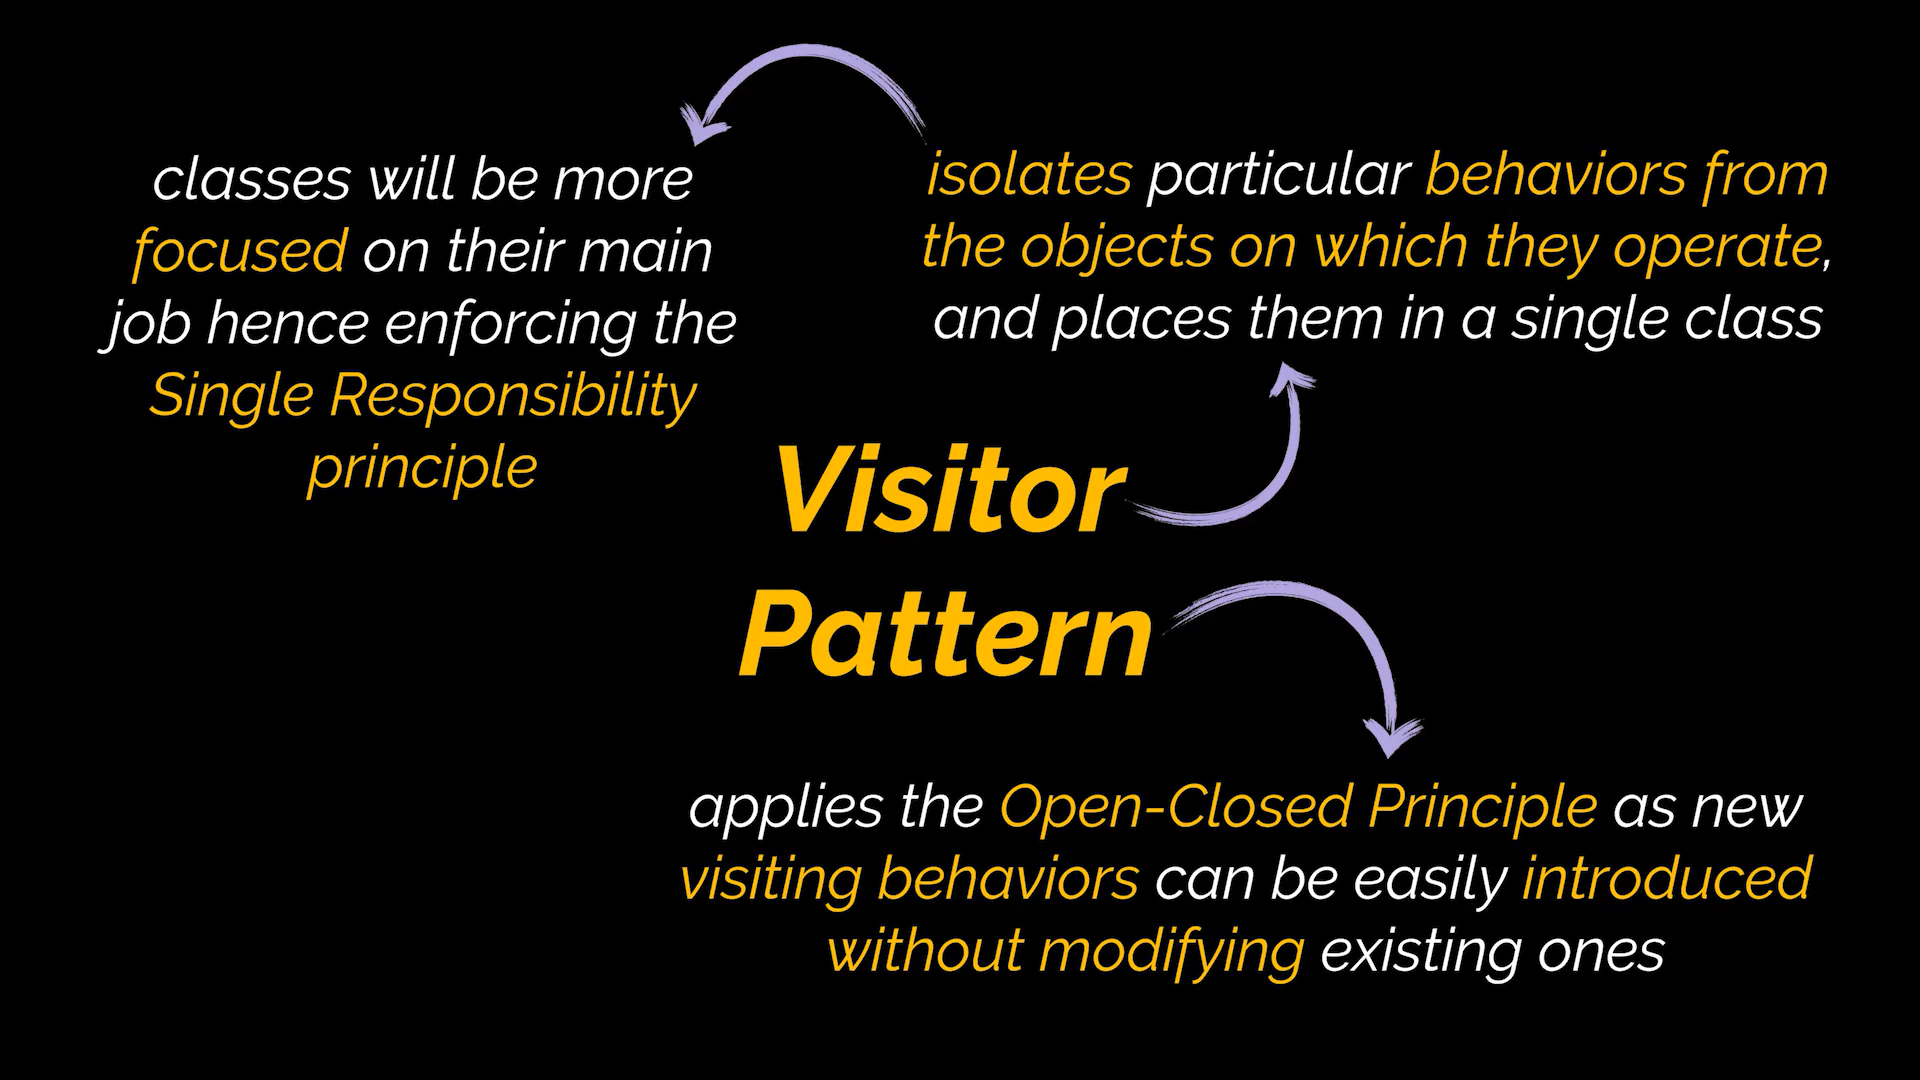 classes will be more
focused on their main
job hence enforcing the
Single Responsibility
principle
isolates particular behaviors from
the objects on which they operate,
and places them in a single class
Visitor
Pattern
applies the Open-Closed Principle as new
visiting behaviors can be easily introduced
without modifying existing ones